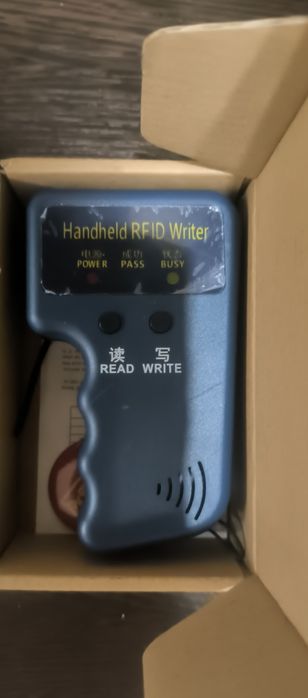 Handheld RFID Writer
电源 成功 状态
POWER PASS BUSY
读 写
READ WRITE